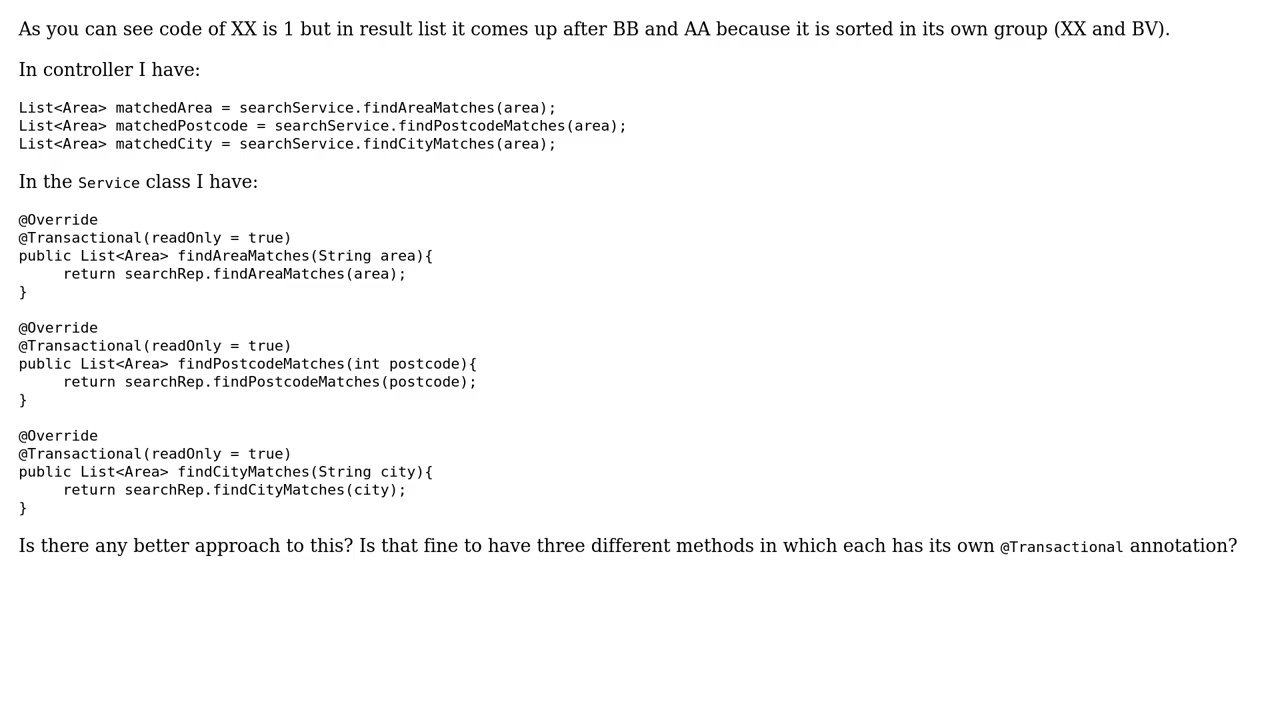 As you can see code of XX is 1 but in result list it comes up after BB and AA because it is sorted in its own group (XX and BV).
In controller I have:
List<Area> matchedArea = searchService.findAreaMatches(area);
List<Area> matchedPostcode = searchService.findPostcodeMatches(area);
List<Area> matchedCity = searchService.findCityMatches(area);
In the Service class I have:
@Override
@Transactional(readOnly = true)
public List<Area> findAreaMatches(String area){
     return searchRep.findAreaMatches(area);
}
@Override
@Transactional(readOnly = true)
public List<Area> findPostcodeMatches(int postcode){
     return searchRep.findPostcodeMatches(postcode);
}
@Override
@Transactional(readOnly = true)
public List<Area> findCityMatches(String city){
     return searchRep.findCityMatches(city);
}
Is there any better approach to this? Is that fine to have three different methods in which each has its own @Transactional annotation?